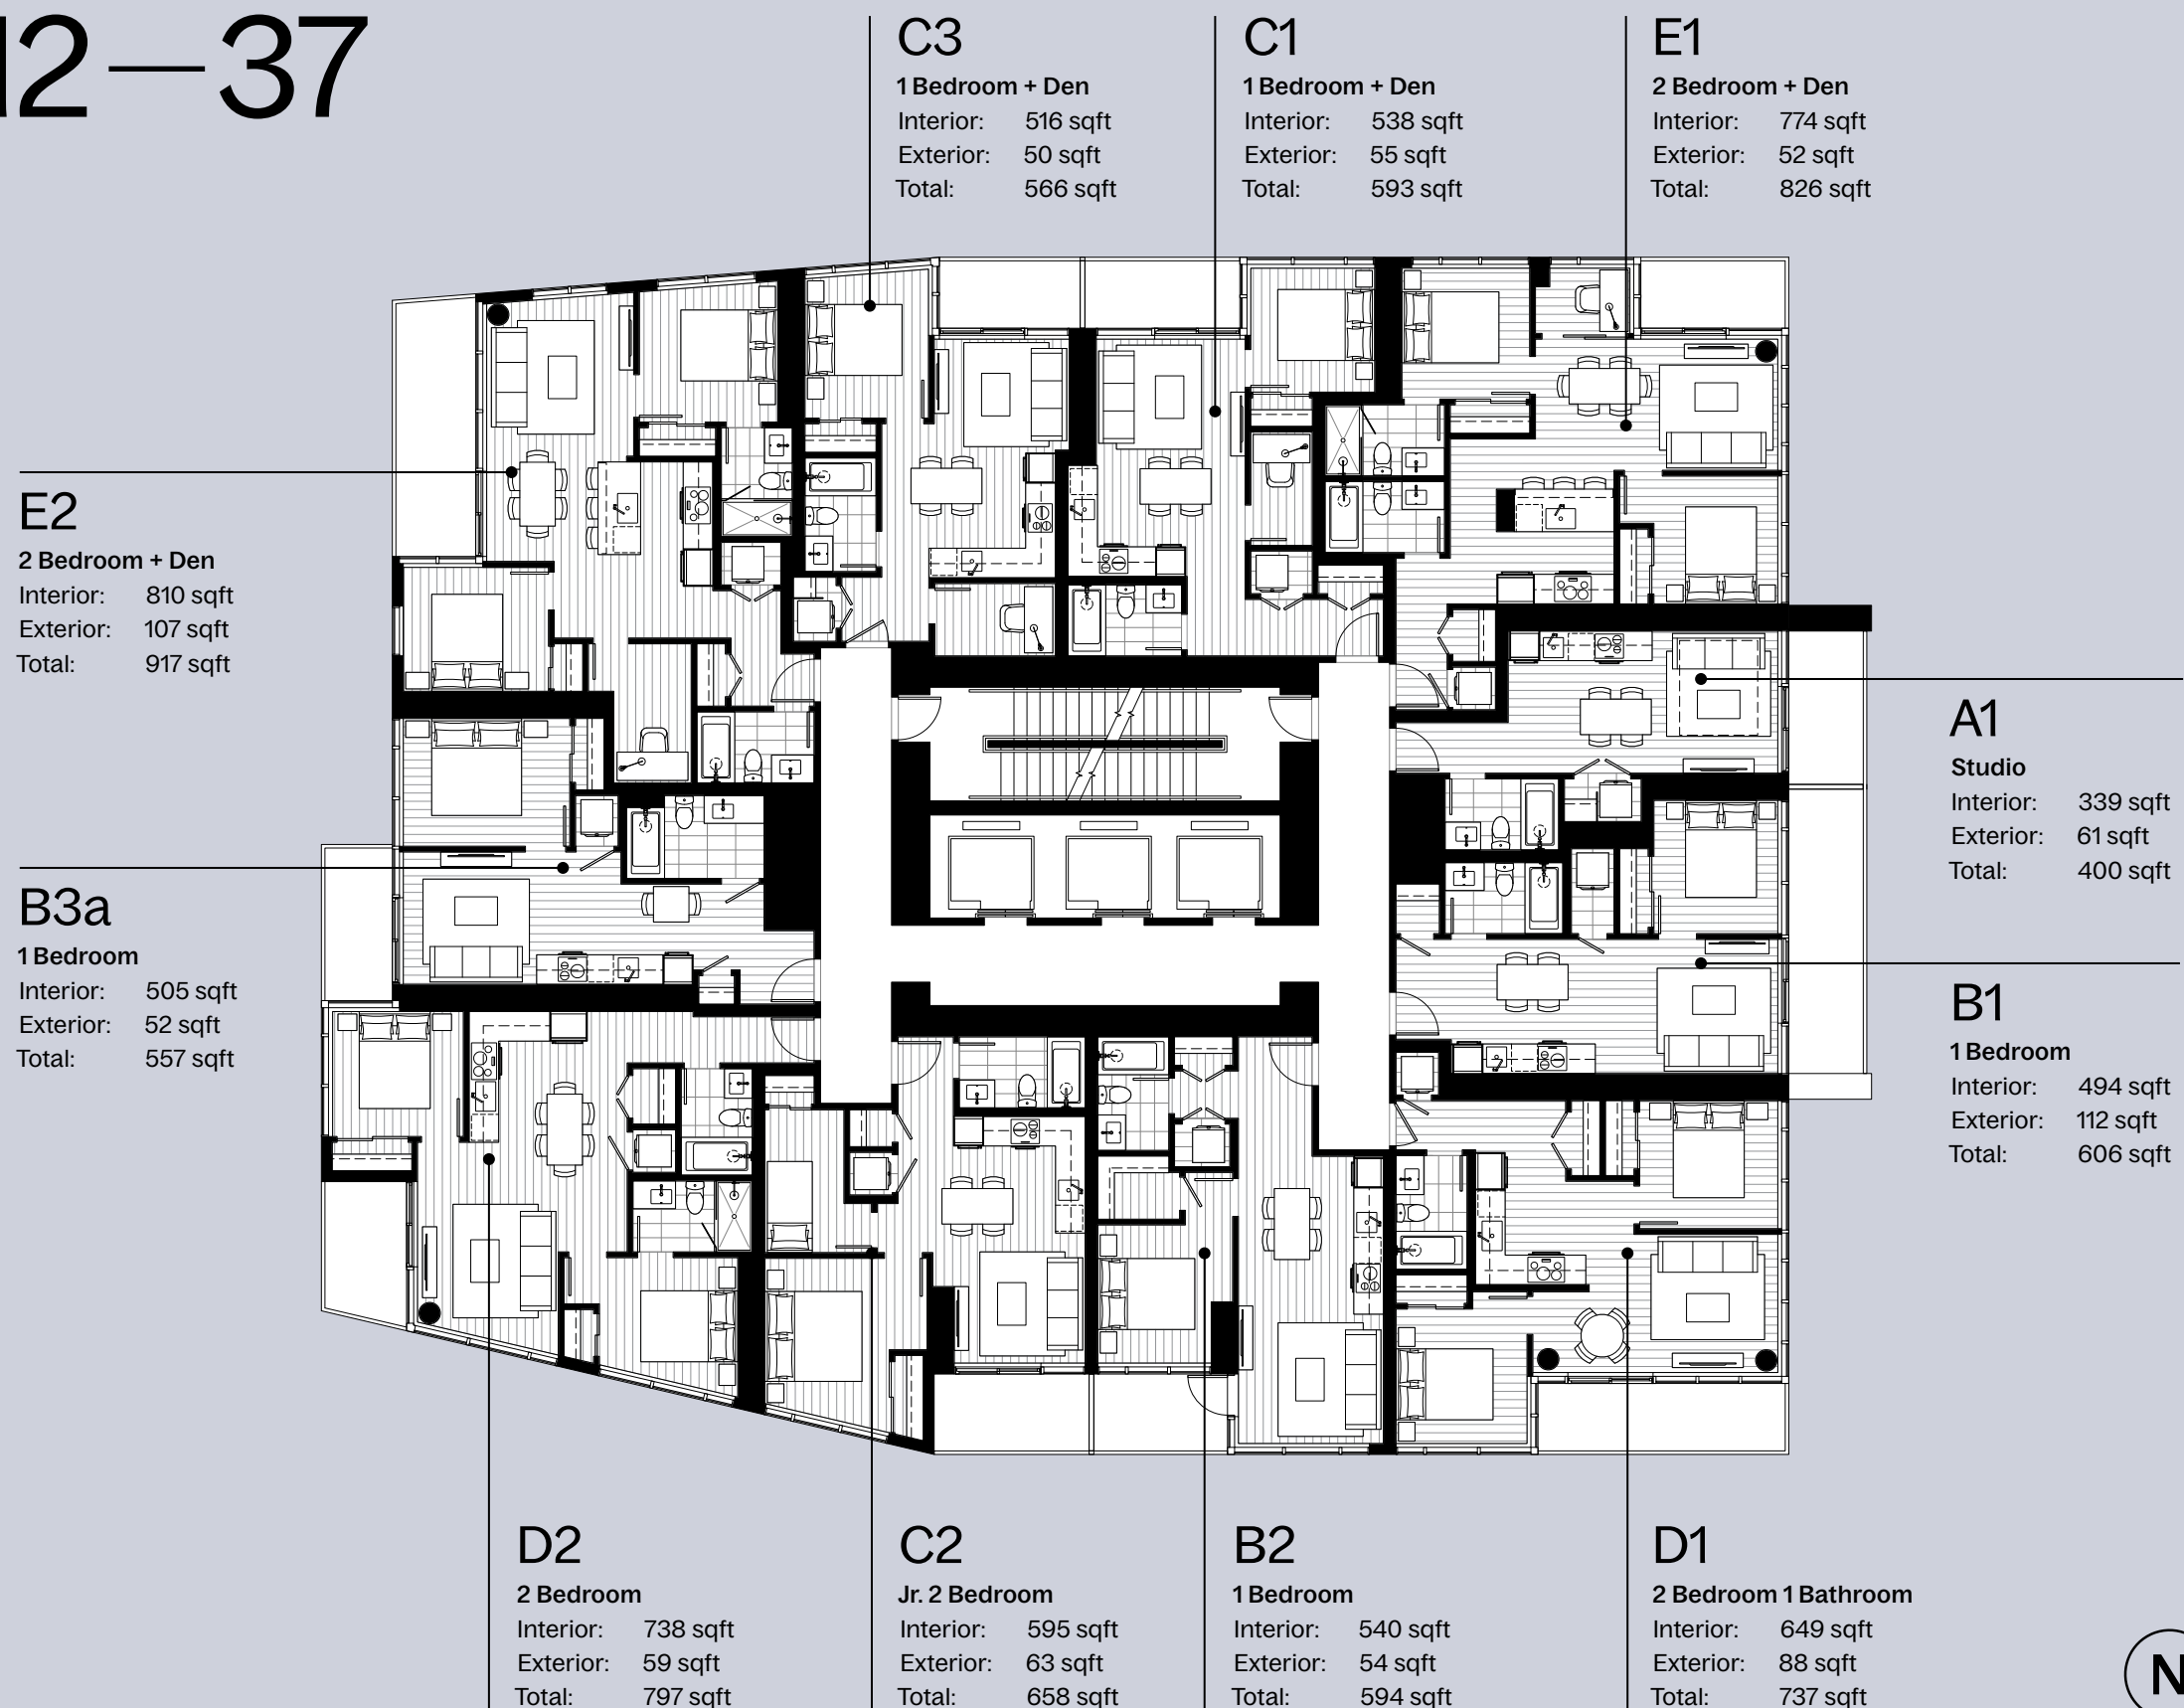 12—37
C3
1 Bedroom + Den
Interior: 516 sqft
Exterior: 50 sqft
Total: 566 sqft
C1
1 Bedroom + Den
Interior: 538 sqft
Exterior: 55 sqft
Total: 593 sqft
E1
2 Bedroom + Den
Interior: 774 sqft
Exterior: 52 sqft
Total: 826 sqft
E2
2 Bedroom + Den
Interior: 810 sqft
Exterior: 107 sqft
Total: 917 sqft
A1
Studio
Interior: 339 sqft
Exterior: 61 sqft
Total: 400 sqft
B3a
1 Bedroom
Interior: 505 sqft
Exterior: 52 sqft
Total: 557 sqft
B1
1 Bedroom
Interior: 494 sqft
Exterior: 112 sqft
Total: 606 sqft
D2
2 Bedroom
Interior: 738 sqft
Exterior: 59 sqft
Total: 797 sqft
C2
Jr. 2 Bedroom
Interior: 595 sqft
Exterior: 63 sqft
Total: 658 sqft
B2
1 Bedroom
Interior: 540 sqft
Exterior: 54 sqft
Total: 594 sqft
D1
2 Bedroom 1 Bathroom
Interior: 649 sqft
Exterior: 88 sqft
Total: 737 sqft
N